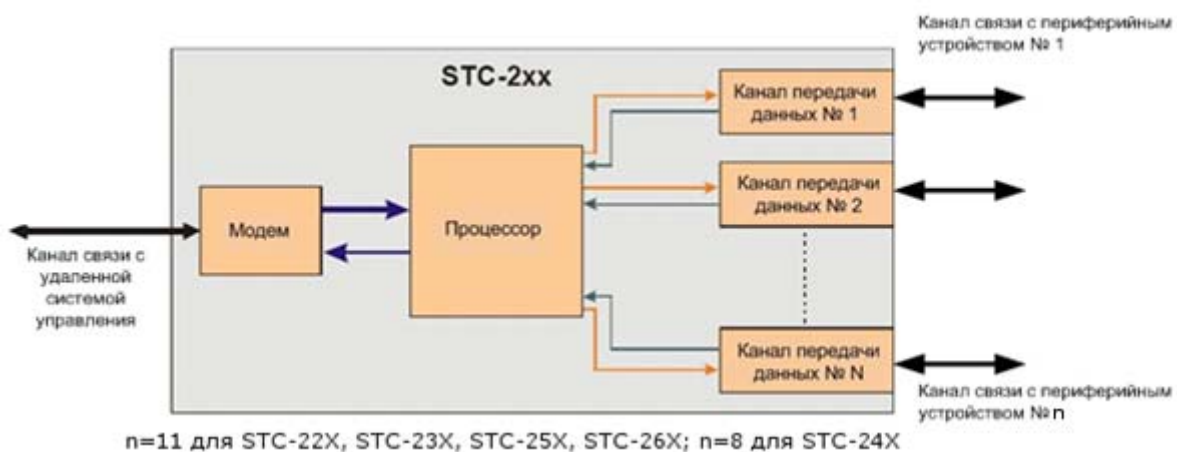 Канал связи с периферийным
устройством № 1
STC-2xx
Канал передачи
данных № 1
Канал передачи
данных № 2
Модем
Процессор
Канал связи с
удаленной
системой
управления
Канал передачи
данных № N
Канал связи с периферийным
устройством № n
n=11 для STC-22X, STC-23X, STC-25X, STC-26X; n=8 для STC-24X